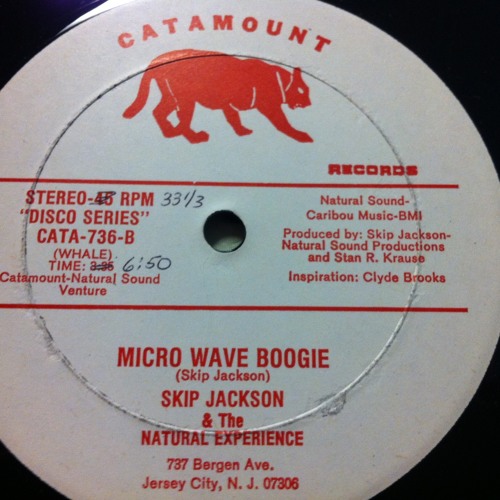 CATAMOUNT
RECORDS
STEREO-45 RPM 33 1/3
"DISCO SERIES"
CATA-736-B
(WHALE)
TIME: 3:35 6:50
Catamount-Natural Sound
Venture
Natural Sound-
Caribou Music-BMI
Produced by: Skip Jackson-
Natural Sound Productions
and Stan R. Krause
Inspiration: Clyde Brooks
MICRO WAVE BOOGIE
(Skip Jackson)
SKIP JACKSON
& The
NATURAL EXPERIENCE
737 Bergen Ave.
Jersey City, N. J. 07306